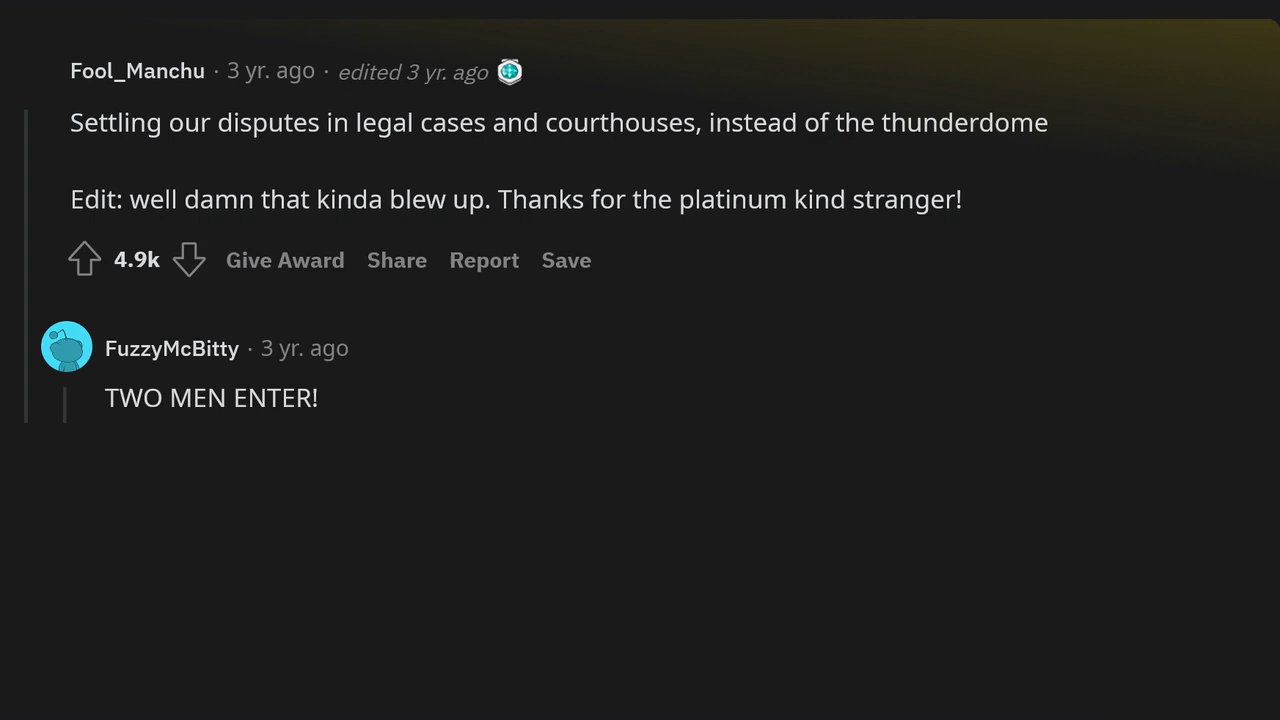 Fool_Manchu · 3 yr. ago · edited 3 yr. ago
Settling our disputes in legal cases and courthouses, instead of the thunderdome
Edit: well damn that kinda blew up. Thanks for the platinum kind stranger!
4.9k Give Award Share Report Save
FuzzyMcBitty · 3 yr. ago
TWO MEN ENTER!